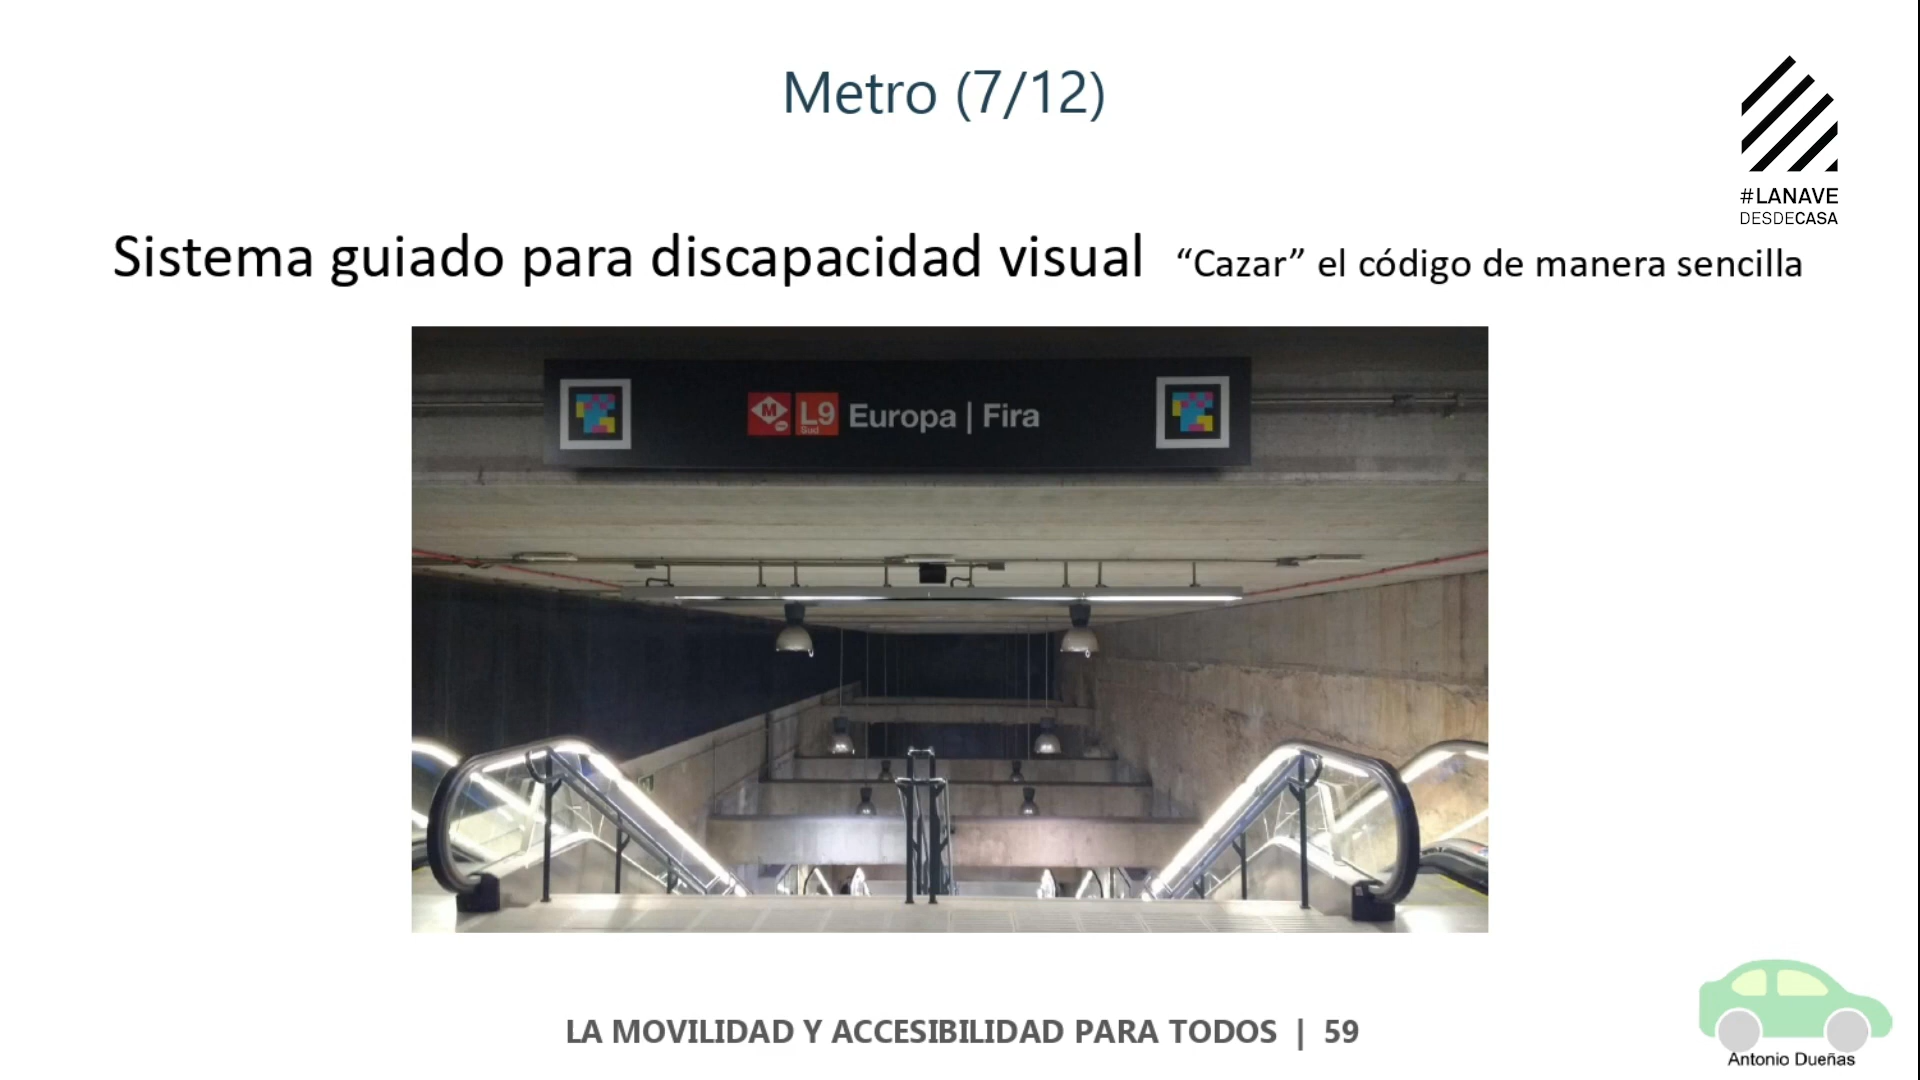 Metro (7/12)
#LANAVE
DESDECASA
Sistema guiado para discapacidad visual “Cazar” el código de manera sencilla
M L9 Europa | Fira
Sud
LA MOVILIDAD Y ACCESIBILIDAD PARA TODOS | 59
Antonio Dueñas